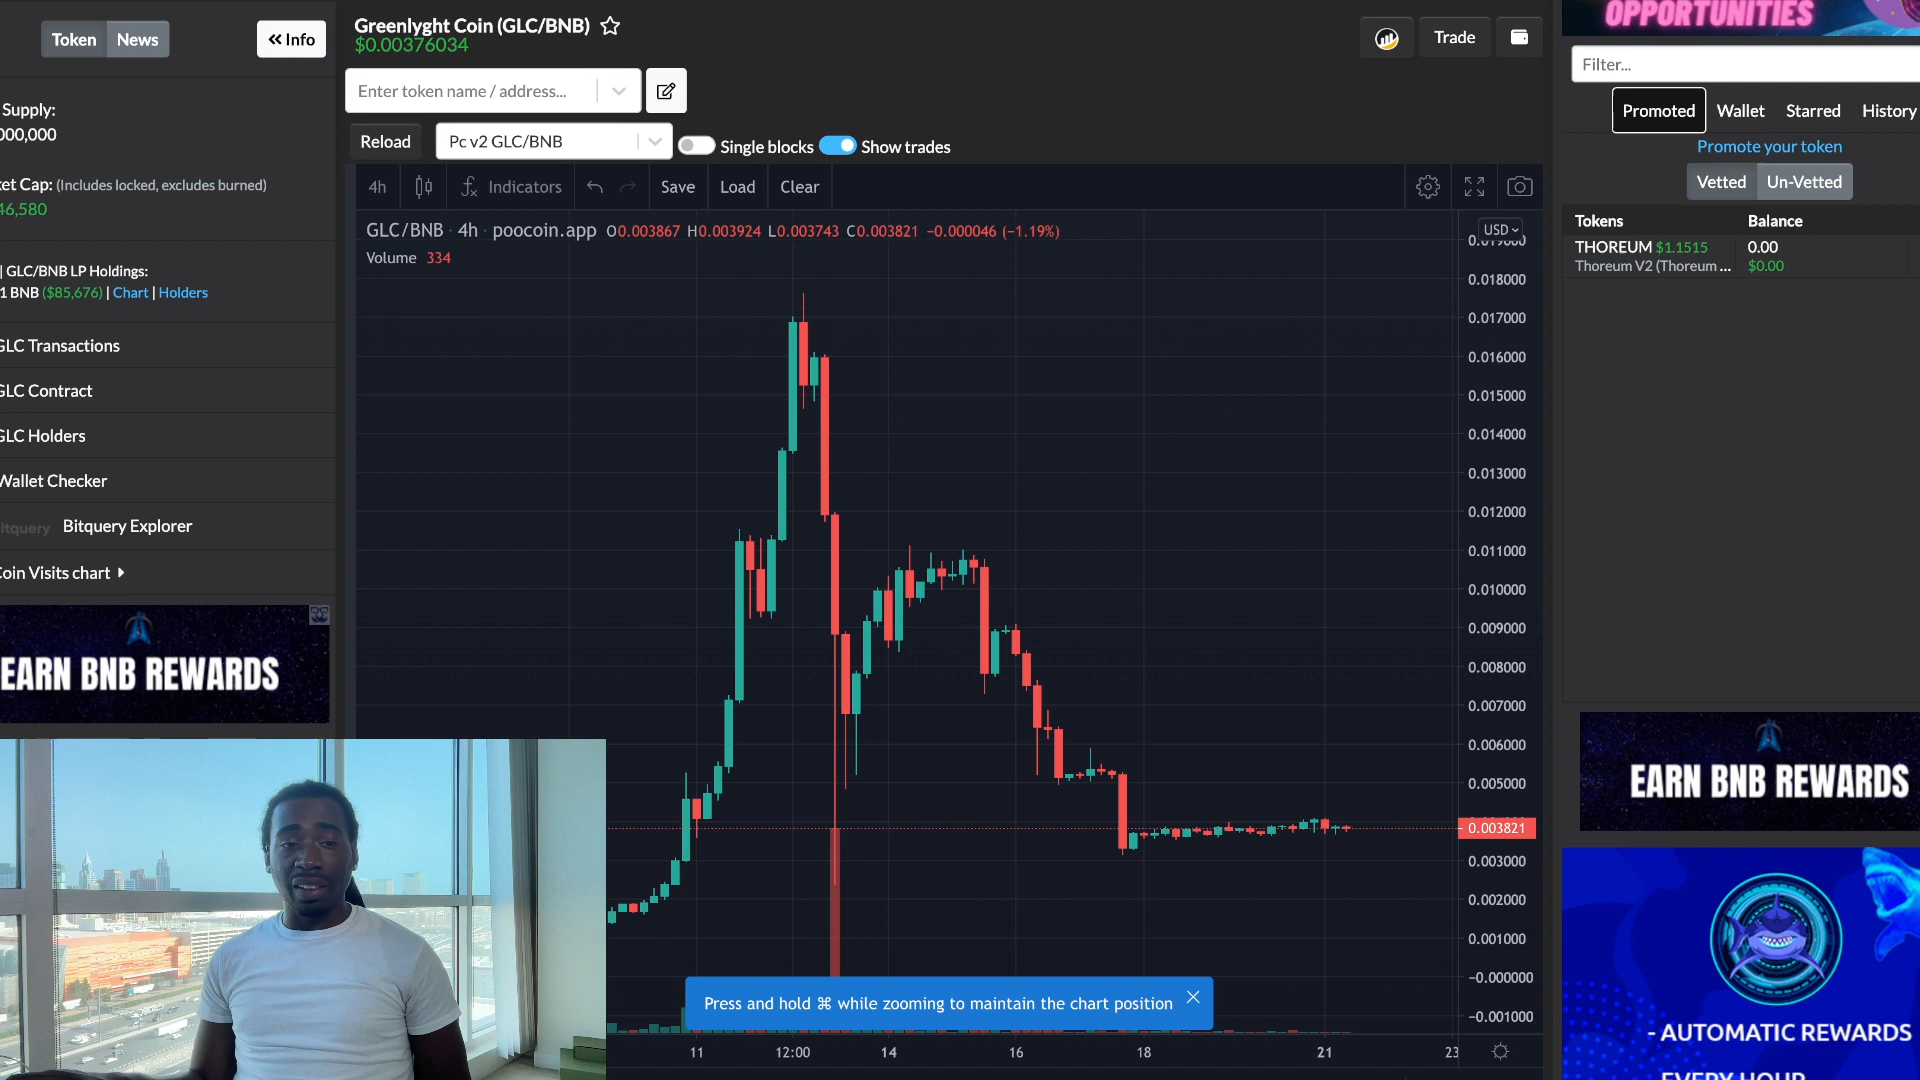 Token
News
Info
Supply:
000,000
et Cap: (Includes locked, excludes burned)
46,580
| GLC/BNB LP Holdings:
1 BNB ($85,676) | Chart | Holders
GLC Transactions
GLC Contract
GLC Holders
Wallet Checker
itquery
Bitquery Explorer
Coin Visits chart
EARN BNB REWARDS
Greenlyght Coin (GLC/BNB)
$0.00376034
Trade
Enter token name / address...
Reload
Pc v2 GLC/BNB
Single blocks
Show trades
4h
Indicators
Save
Load
Clear
GLC/BNB · 4h · poocoin.app O0.003867 H0.003924 L0.003743 C0.003821 −0.000046 (−1.19%)
Volume 334
USD
0.019000
0.018000
0.017000
0.016000
0.015000
0.014000
0.013000
0.012000
0.011000
0.010000
0.009000
0.008000
0.007000
0.006000
0.005000
0.003821
0.003000
0.002000
0.001000
−0.000000
−0.001000
Press and hold ⌘ while zooming to maintain the chart position
11
12:00
14
16
18
21
23
OPPORTUNITIES
Filter...
Promoted
Wallet
Starred
History
Promote your token
Vetted
Un-Vetted
Tokens
Balance
THOREUM $1.1515
0.00
Thoreum V2 (Thoreum ...
$0.00
EARN BNB REWARDS
- AUTOMATIC REWARDS
EVERY HOUR